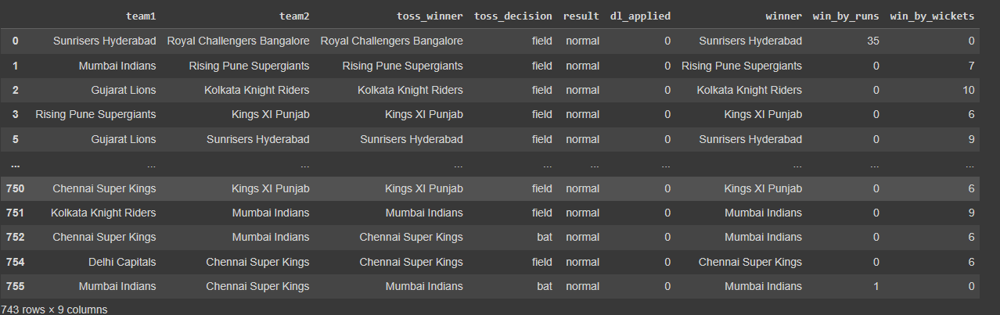 team1 team2 toss_winner toss_decision result dl_applied winner win_by_runs win_by_wickets
0 Sunrisers Hyderabad Royal Challengers Bangalore Royal Challengers Bangalore field normal 0 Sunrisers Hyderabad 35 0
1 Mumbai Indians Rising Pune Supergiants Rising Pune Supergiants field normal 0 Rising Pune Supergiants 0 7
2 Gujarat Lions Kolkata Knight Riders Kolkata Knight Riders field normal 0 Kolkata Knight Riders 0 10
3 Rising Pune Supergiants Kings XI Punjab Kings XI Punjab field normal 0 Kings XI Punjab 0 6
5 Gujarat Lions Sunrisers Hyderabad Sunrisers Hyderabad field normal 0 Sunrisers Hyderabad 0 9
... ... ... ... ... ... ... ... ... ...
750 Chennai Super Kings Kings XI Punjab Kings XI Punjab field normal 0 Kings XI Punjab 0 6
751 Kolkata Knight Riders Mumbai Indians Mumbai Indians field normal 0 Mumbai Indians 0 9
752 Chennai Super Kings Mumbai Indians Chennai Super Kings bat normal 0 Mumbai Indians 0 6
754 Delhi Capitals Chennai Super Kings Chennai Super Kings field normal 0 Chennai Super Kings 0 6
755 Mumbai Indians Chennai Super Kings Mumbai Indians bat normal 0 Mumbai Indians 1 0
743 rows × 9 columns